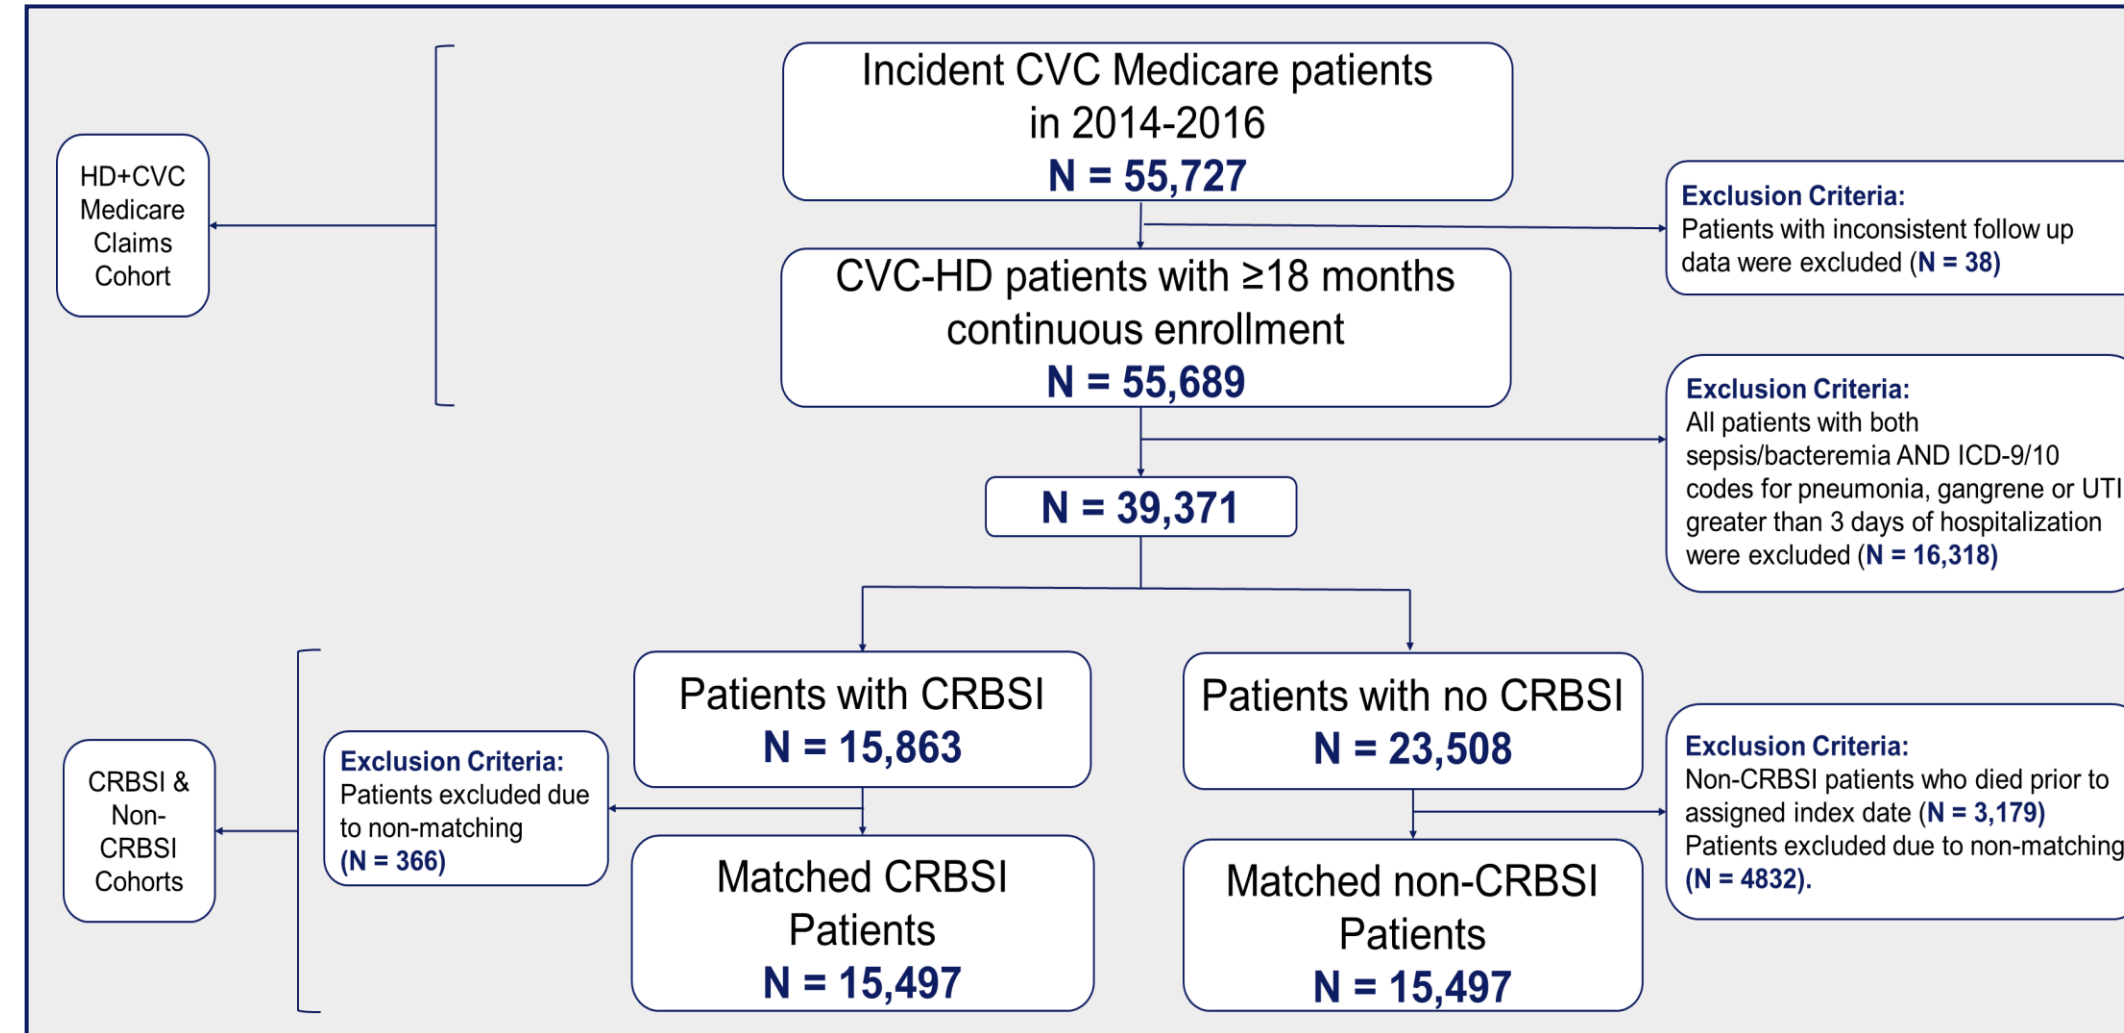 Incident CVC Medicare patients
in 2014-2016
N = 55,727
HD+CVC
Medicare
Claims
Cohort
Exclusion Criteria:
Patients with inconsistent follow up
data were excluded (N = 38)
CVC-HD patients with ≥18 months
continuous enrollment
N = 55,689
Exclusion Criteria:
All patients with both
sepsis/bacteremia AND ICD-9/10
codes for pneumonia, gangrene or UTI
greater than 3 days of hospitalization
were excluded (N = 16,318)
N = 39,371
Patients with CRBSI
N = 15,863
Patients with no CRBSI
N = 23,508
CRBSI &
Non-
CRBSI
Cohorts
Exclusion Criteria:
Patients excluded due
to non-matching
(N = 366)
Exclusion Criteria:
Non-CRBSI patients who died prior to
assigned index date (N = 3,179)
Patients excluded due to non-matching
(N = 4832).
Matched CRBSI
Patients
N = 15,497
Matched non-CRBSI
Patients
N = 15,497